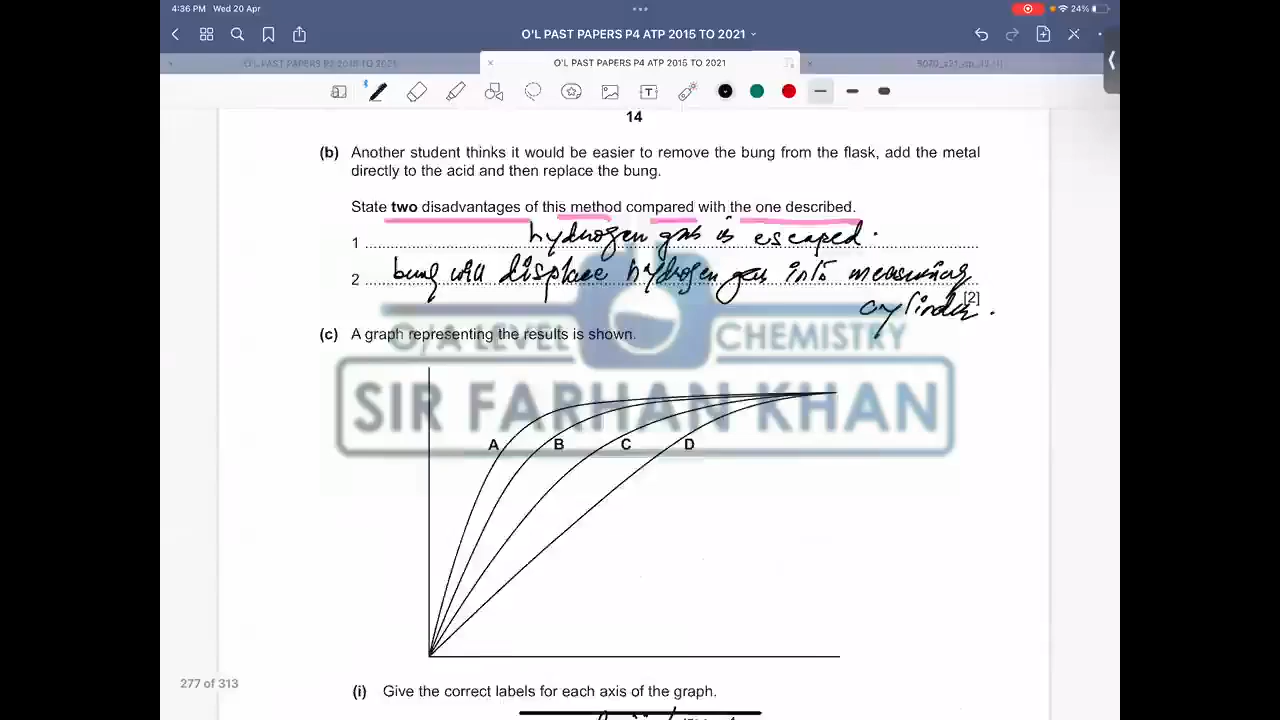 4:36 PM Wed 20 Apr
24%
O'L PAST PAPERS P4 ATP 2015 TO 2021
O'L PAST PAPERS P4 ATP 2015 TO 2021
14
(b) Another student thinks it would be easier to remove the bung from the flask, add the metal
directly to the acid and then replace the bung.
State two disadvantages of this method compared with the one described.
1 hydrogen gas is escaped.
2 bung will displace hydrogen gas into measuring
cylinder. [2]
(c) A graph representing the results is shown.
O/A LEVEL CHEMISTRY
SIR FARHAN KHAN
A B C D
277 of 313
(i) Give the correct labels for each axis of the graph.